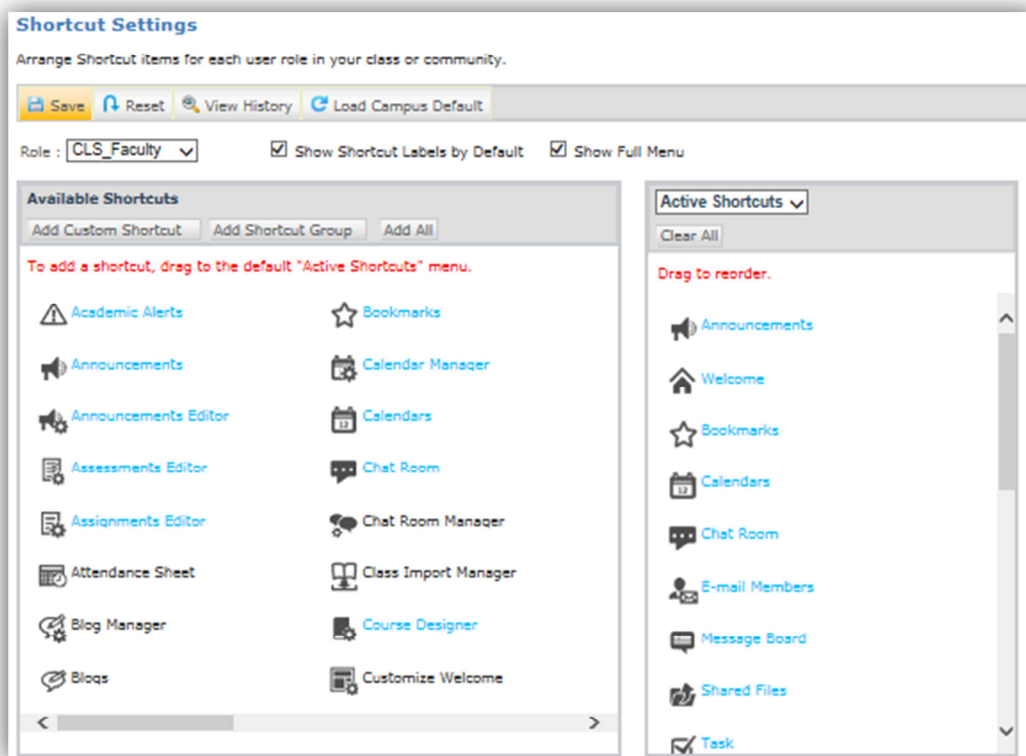 Shortcut Settings
Arrange Shortcut items for each user role in your class or community.
Save Reset View History Load Campus Default
Role : CLS_Faculty Show Shortcut Labels by Default Show Full Menu
Available Shortcuts
Add Custom Shortcut Add Shortcut Group Add All
To add a shortcut, drag to the default "Active Shortcuts" menu.
Academic Alerts Bookmarks
Announcements Calendar Manager
Announcements Editor Calendars
Assessments Editor Chat Room
Assignments Editor Chat Room Manager
Attendance Sheet Class Import Manager
Blog Manager Course Designer
Blogs Customize Welcome
Active Shortcuts
Clear All
Drag to reorder.
Announcements
Welcome
Bookmarks
Calendars
Chat Room
E-mail Members
Message Board
Shared Files
Task